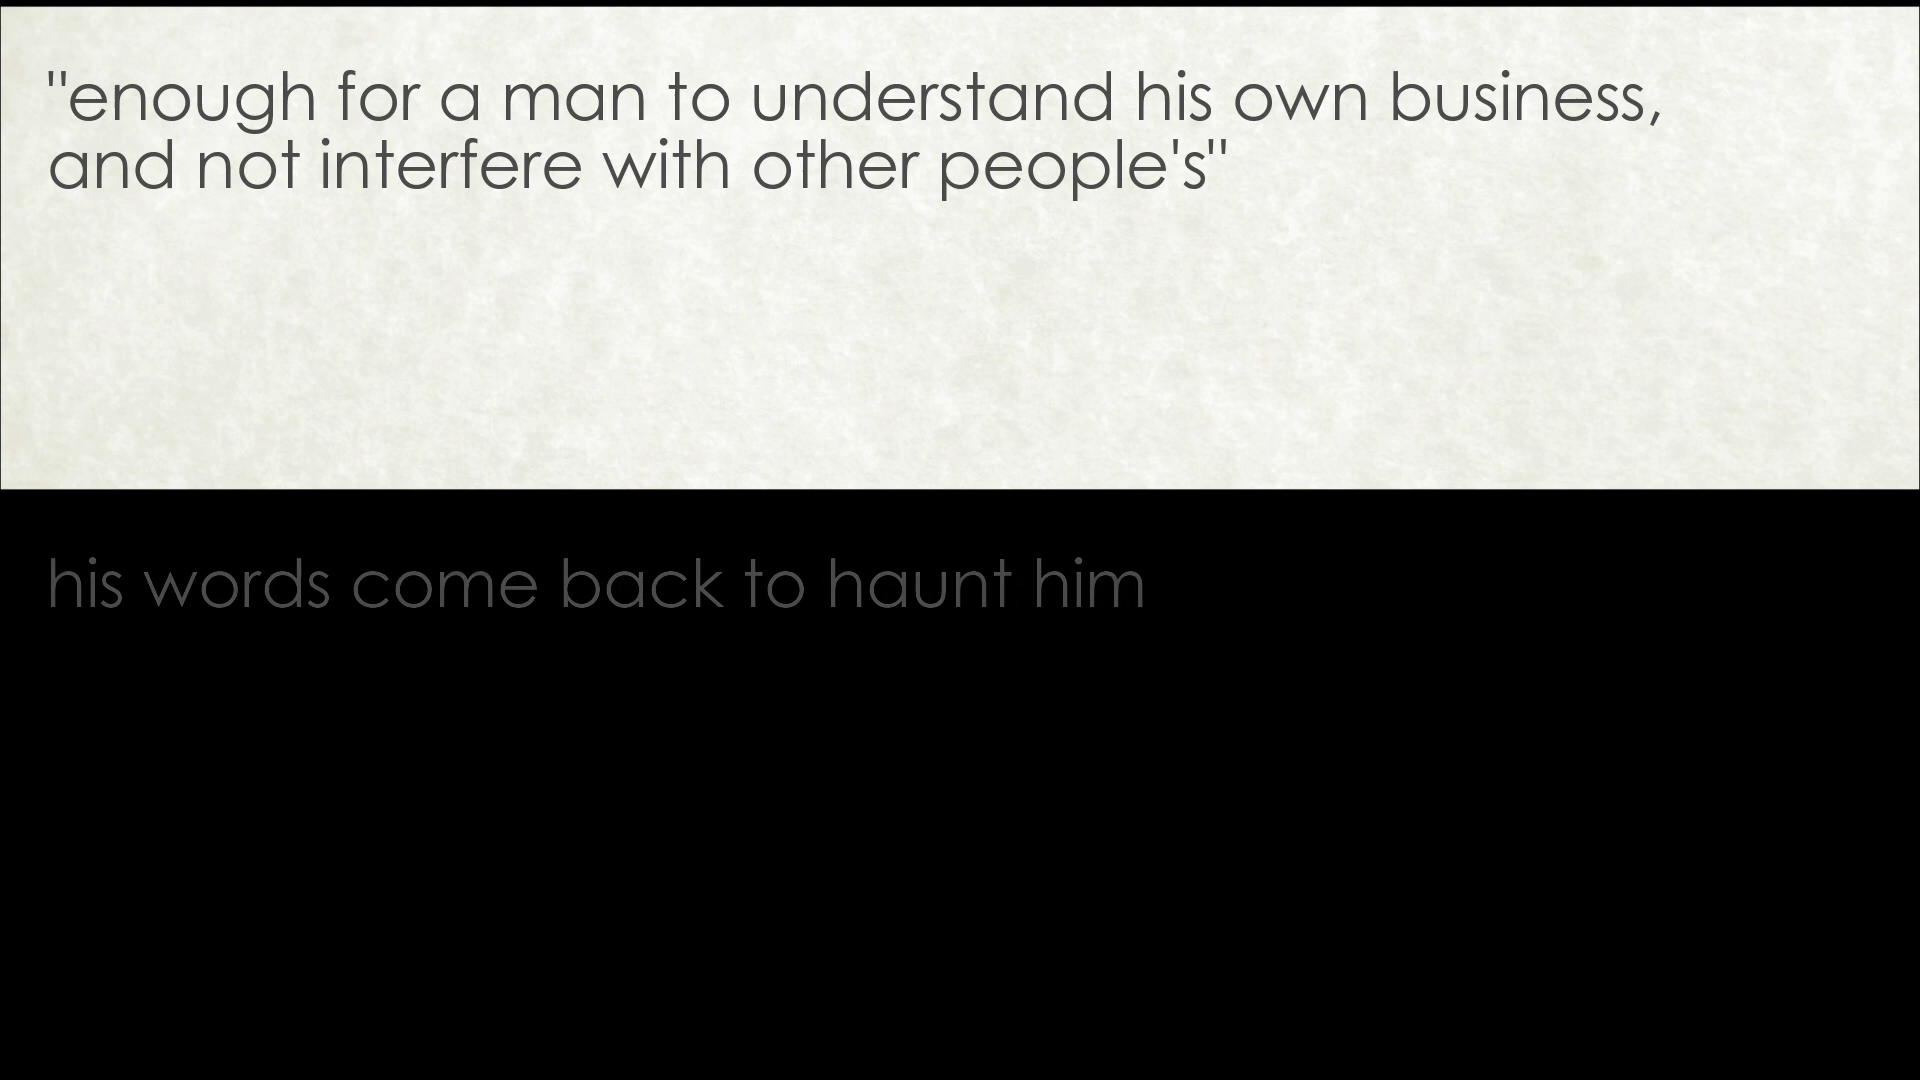 "enough for a man to understand his own business,
and not interfere with other people's"
his words come back to haunt him